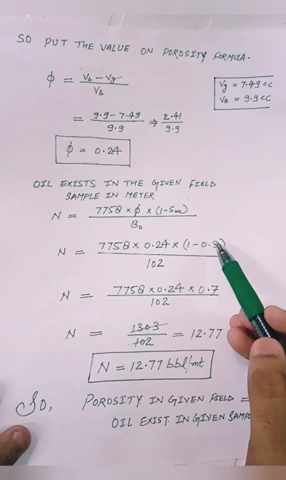 SO PUT THE VALUE ON POROSITY FORMULA.
ϕ = (Vb - Vg) / Vb
Vg = 7.49 cc
VB = 9.9 cc
= (9.9 - 7.49) / 9.9 ⇒ 2.41 / 9.9
ϕ = 0.24
OIL EXISTS IN THE GIVEN FIELD
SAMPLE IN METER
N = (7758 × ϕ × (1-Swc)) / Bo
N = (7758 × 0.24 × (1-0.3)) / 102
N = (7758 × 0.24 × 0.7) / 102
N = 1303 / 102 = 12.77
N = 12.77 bbl/mt
So, POROSITY IN GIVEN FIELD =
OIL EXIST IN GIVEN